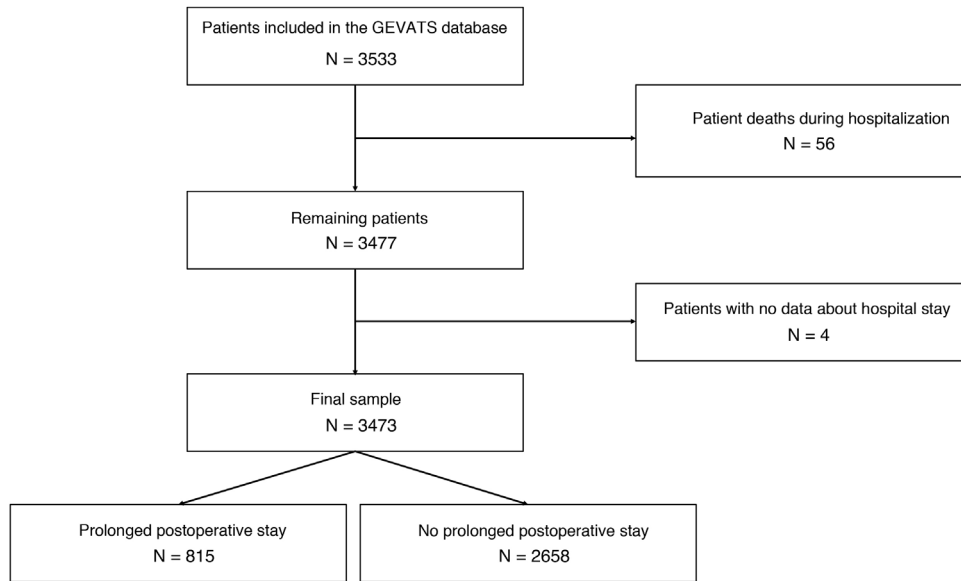 Patients included in the GEVATS database
N = 3533
Patient deaths during hospitalization
N = 56
Remaining patients
N = 3477
Patients with no data about hospital stay
N = 4
Final sample
N = 3473
Prolonged postoperative stay
N = 815
No prolonged postoperative stay
N = 2658